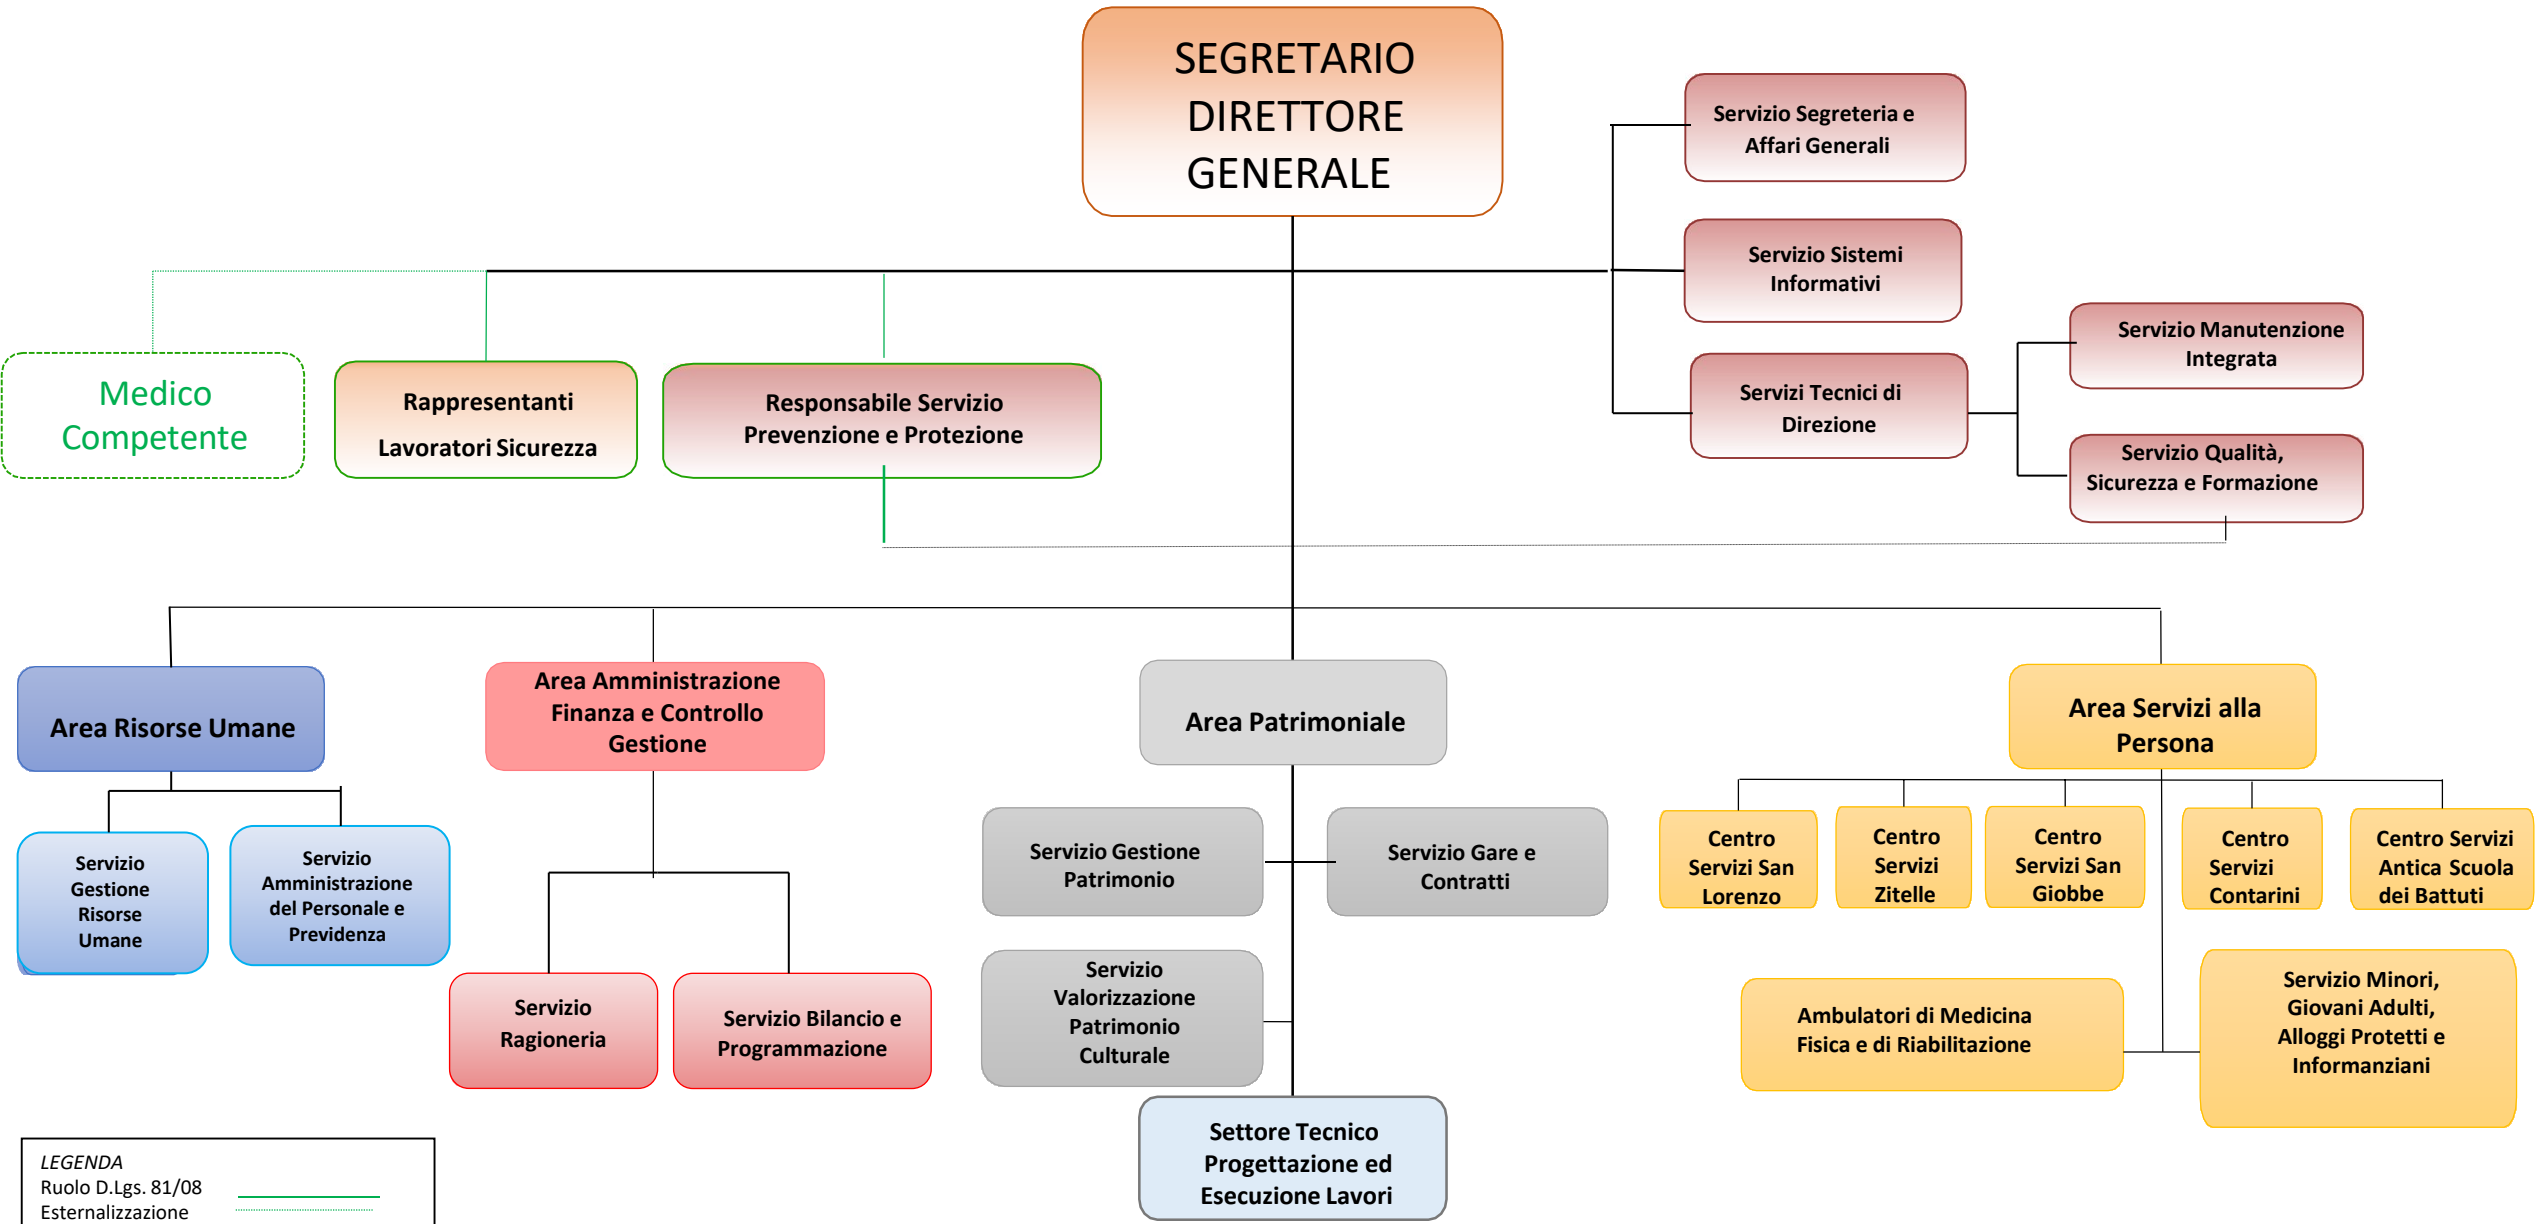 SEGRETARIO
DIRETTORE
GENERALE
Servizio Segreteria e
Affari Generali
Servizio Sistemi
Informativi
Servizio Manutenzione
Integrata
Servizi Tecnici di
Direzione
Servizio Qualità,
Sicurezza e Formazione
Medico
Competente
Rappresentanti
Lavoratori Sicurezza
Responsabile Servizio
Prevenzione e Protezione
Area Risorse Umane
Area Amministrazione
Finanza e Controllo
Gestione
Area Patrimoniale
Area Servizi alla
Persona
Servizio
Gestione
Risorse
Umane
Servizio
Amministrazione
del Personale e
Previdenza
Servizio
Ragioneria
Servizio Bilancio e
Programmazione
Servizio Gestione
Patrimonio
Servizio Gare e
Contratti
Servizio
Valorizzazione
Patrimonio
Culturale
Settore Tecnico
Progettazione ed
Esecuzione Lavori
Centro
Servizi San
Lorenzo
Centro
Servizi
Zitelle
Centro
Servizi San
Giobbe
Centro
Servizi
Contarini
Centro Servizi
Antica Scuola
dei Battuti
Ambulatori di Medicina
Fisica e di Riabilitazione
Servizio Minori,
Giovani Adulti,
Alloggi Protetti e
Informanziani
LEGENDA
Ruolo D.Lgs. 81/08
Esternalizzazione